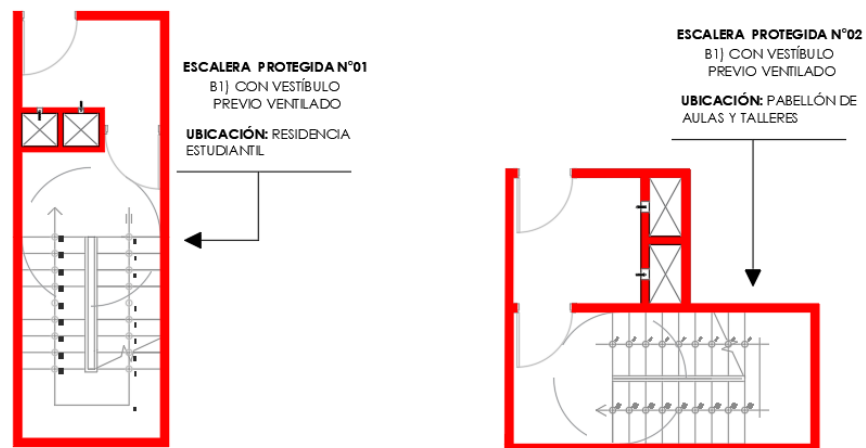 ESCALERA PROTEGIDA N°01
B1) CON VESTÍBULO
PREVIO VENTILADO
UBICACIÓN: RESIDENCIA
ESTUDIANTIL
ESCALERA PROTEGIDA N°02
B1) CON VESTÍBULO
PREVIO VENTILADO
UBICACIÓN: PABELLÓN DE
AULAS Y TALLERES